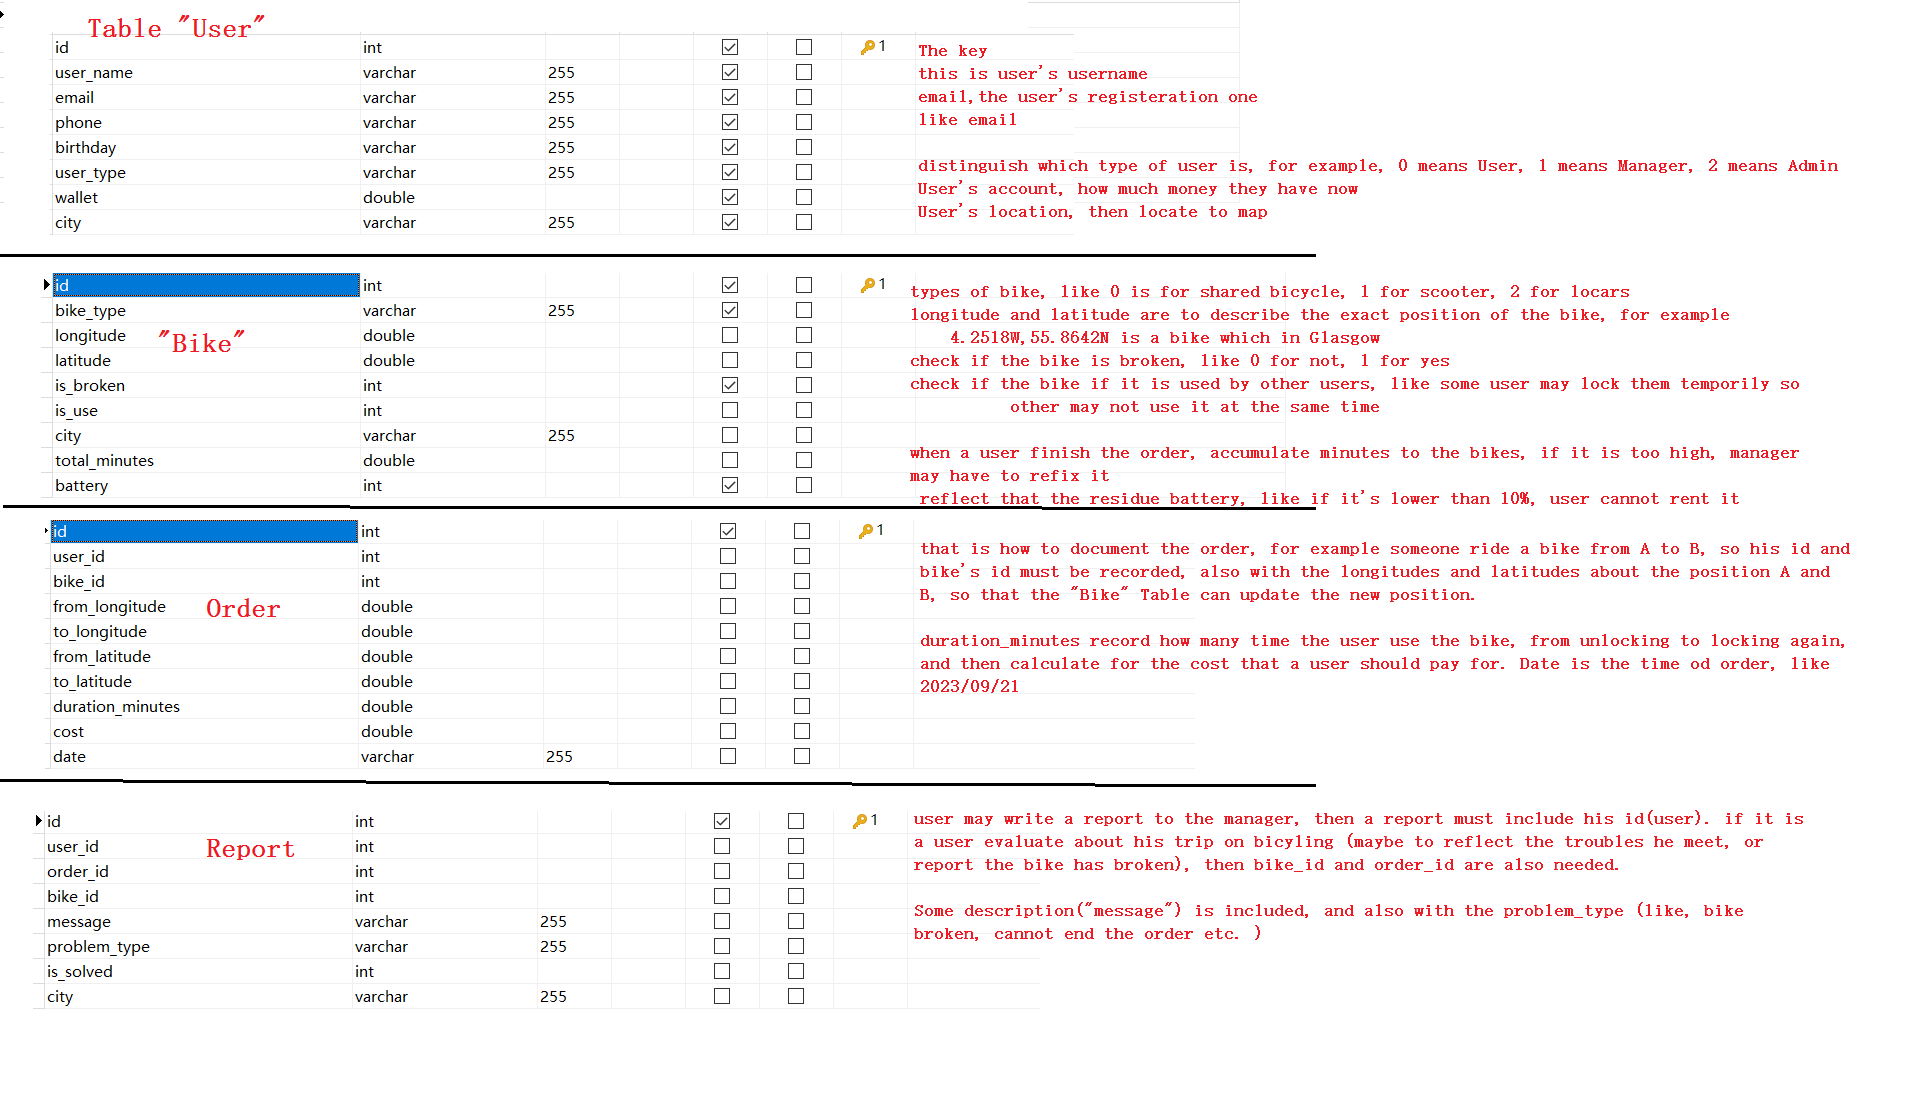 Table "User"
id int 1
user_name varchar 255
email varchar 255
phone varchar 255
birthday varchar 255
user_type varchar 255
wallet double
city varchar 255
The key
this is user's username
email,the user's registeration one
like email
distinguish which type of user is, for example, 0 means User, 1 means Manager, 2 means Admin
User's account, how much money they have now
User's location, then locate to map
"Bike"
id int 1
bike_type varchar 255
longitude double
latitude double
is_broken int
is_use int
city varchar 255
total_minutes double
battery int
types of bike, like 0 is for shared bicycle, 1 for scooter, 2 for locars
longitude and latitude are to describe the exact position of the bike, for example
4.2518W,55.8642N is a bike which in Glasgow
check if the bike is broken, like 0 for not, 1 for yes
check if the bike if it is used by other users, like some user may lock them temporily so
other may not use it at the same time
when a user finish the order, accumulate minutes to the bikes, if it is too high, manager
may have to refix it
reflect that the residue battery, like if it's lower than 10%, user cannot rent it
Order
id int 1
user_id int
bike_id int
from_longitude double
to_longitude double
from_latitude double
to_latitude double
duration_minutes double
cost double
date varchar 255
that is how to document the order, for example someone ride a bike from A to B, so his id and
bike's id must be recorded, also with the longitudes and latitudes about the position A and
B, so that the "Bike" Table can update the new position.
duration_minutes record how many time the user use the bike, from unlocking to locking again,
and then calculate for the cost that a user should pay for. Date is the time od order, like
2023/09/21
Report
id int 1
user_id int
order_id int
bike_id int
message varchar 255
problem_type varchar 255
is_solved int
city varchar 255
user may write a report to the manager, then a report must include his id(user). if it is
a user evaluate about his trip on bicyling (maybe to reflect the troubles he meet, or
report the bike has broken), then bike_id and order_id are also needed.
Some description("message") is included, and also with the problem_type (like, bike
broken, cannot end the order etc. )